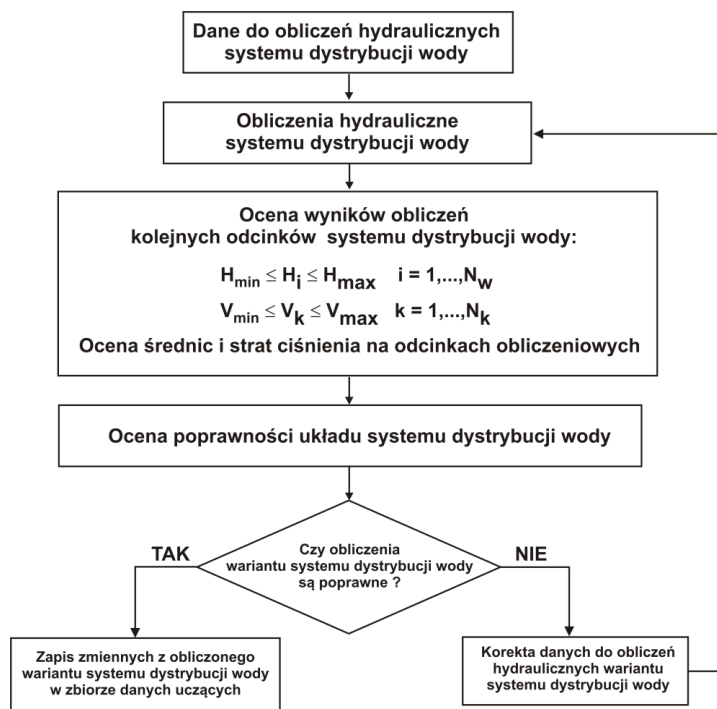 Dane do obliczeń hydraulicznych
systemu dystrybucji wody
Obliczenia hydrauliczne
systemu dystrybucji wody
Ocena wyników obliczeń
kolejnych odcinków systemu dystrybucji wody:
Hmin ≤ Hi ≤ Hmax i = 1,...,Nw
Vmin ≤ Vk ≤ Vmax k = 1,...,Nk
Ocena średnic i strat ciśnienia na odcinkach obliczeniowych
Ocena poprawności układu systemu dystrybucji wody
TAK
Czy obliczenia
wariantu systemu dystrybucji wody
są poprawne ?
NIE
Zapis zmiennych z obliczonego
wariantu systemu dystrybucji wody
w zbiorze danych uczących
Korekta danych do obliczeń
hydraulicznych wariantu
systemu dystrybucji wody